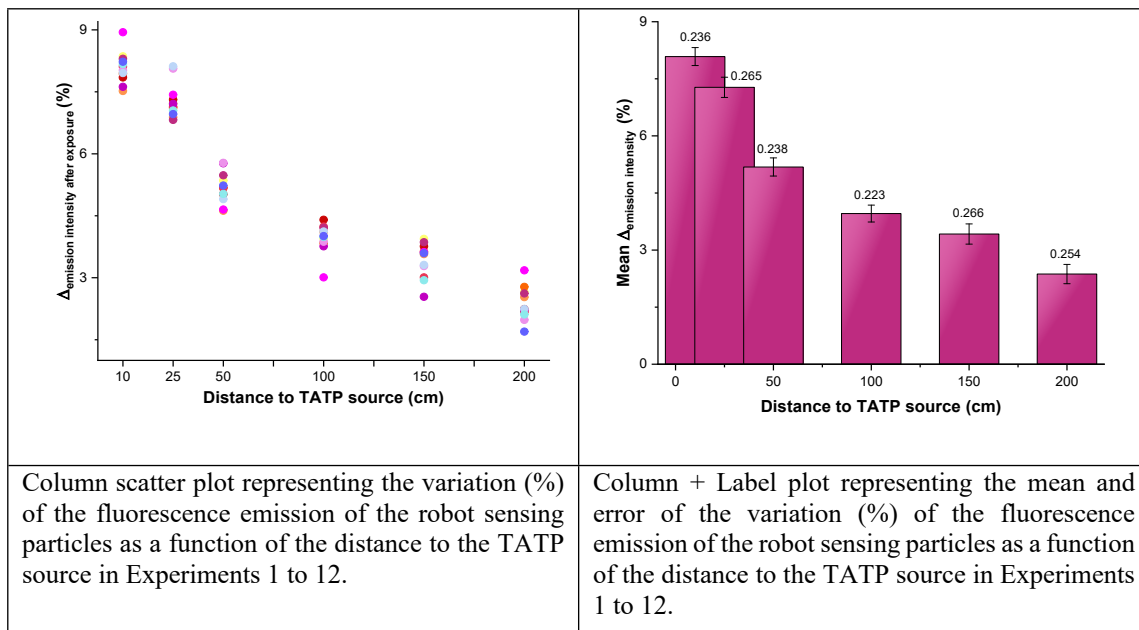 9
6
3
Δemission intensity after exposure (%)
10 25 50 100 150 200
Distance to TATP source (cm)
9
6
3
0
Mean Δemission intensity (%)
0.236
0.265
0.238
0.223
0.266
0.254
0 50 100 150 200
Distance to TATP source (cm)
Column scatter plot representing the variation (%)
of the fluorescence emission of the robot sensing
particles as a function of the distance to the TATP
source in Experiments 1 to 12.
Column + Label plot representing the mean and
error of the variation (%) of the fluorescence
emission of the robot sensing particles as a function
of the distance to the TATP source in Experiments
1 to 12.